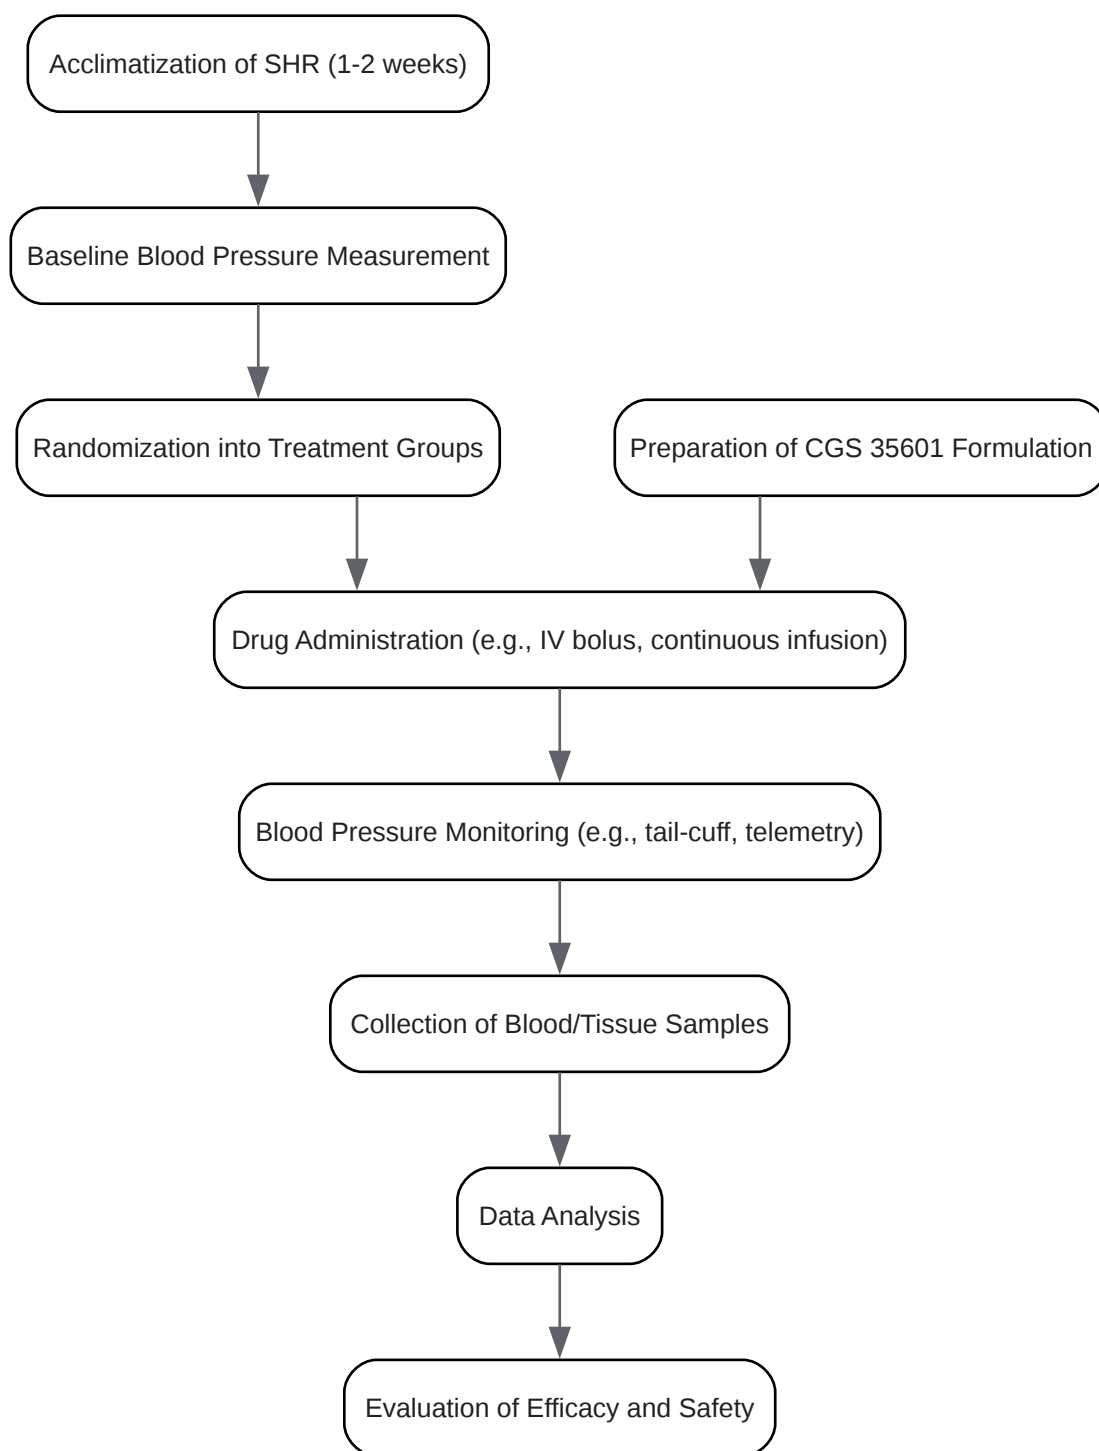 Acclimatization of SHR (1-2 weeks)
Baseline Blood Pressure Measurement
Randomization into Treatment Groups
Preparation of CGS 35601 Formulation
Drug Administration (e.g., IV bolus, continuous infusion)
Blood Pressure Monitoring (e.g., tail-cuff, telemetry)
Collection of Blood/Tissue Samples
Data Analysis
Evaluation of Efficacy and Safety